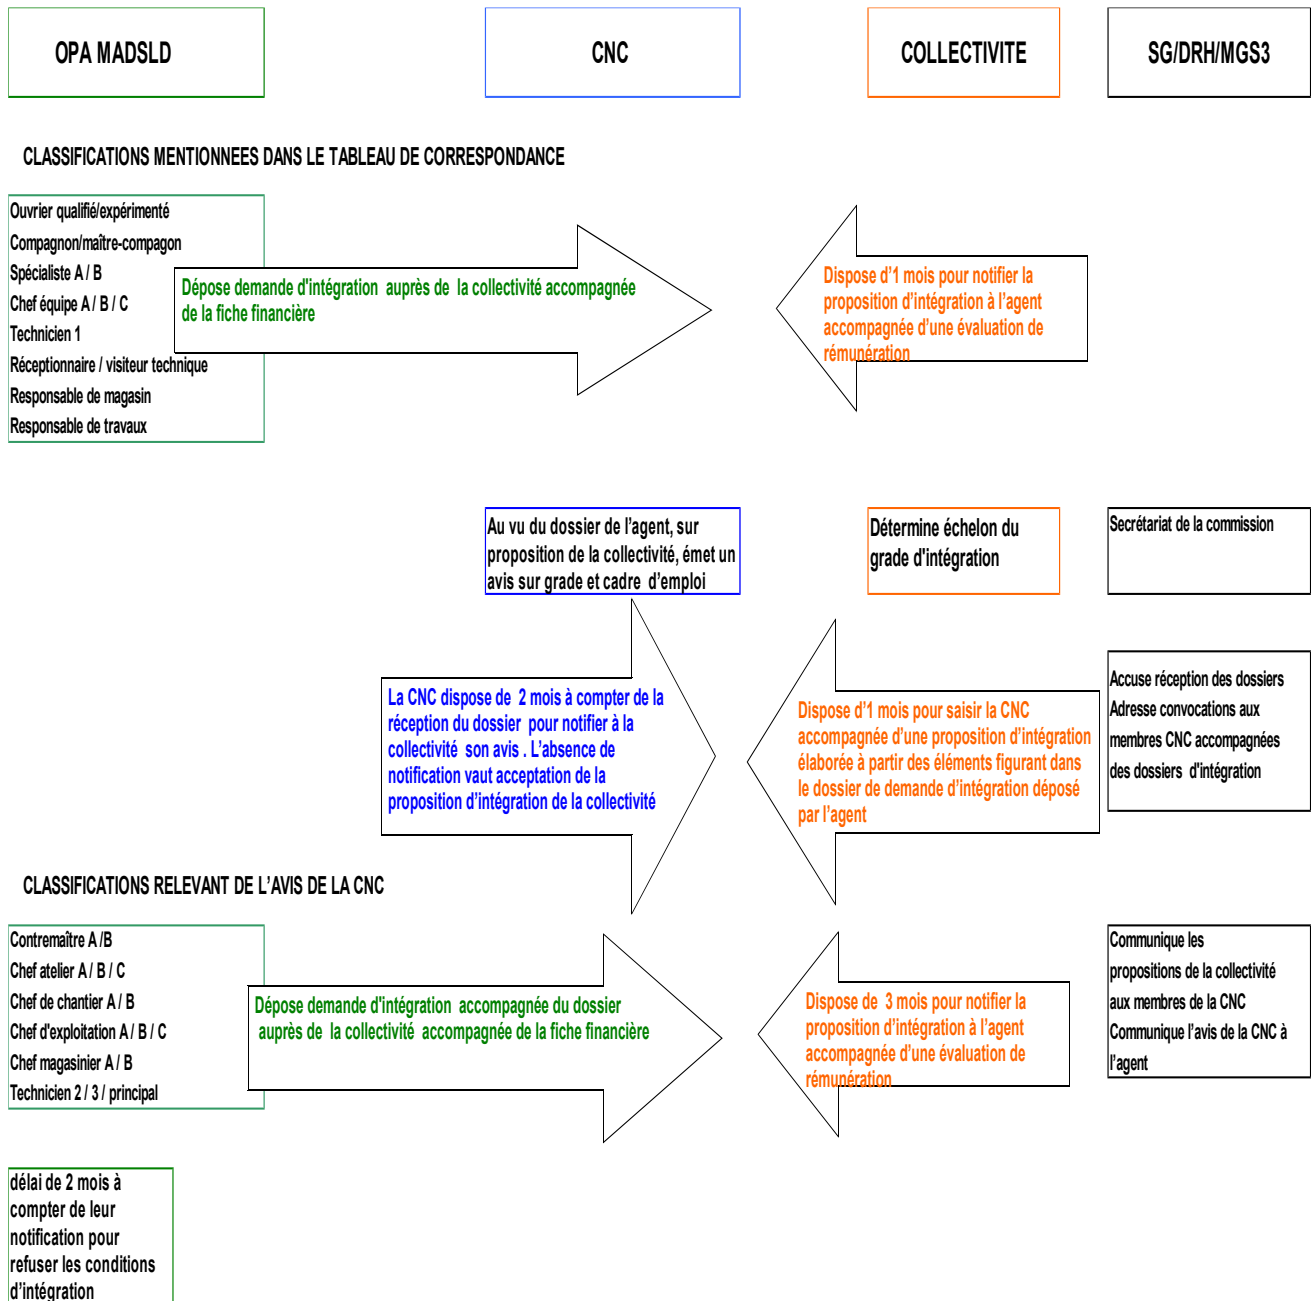 OPA MADSLD
CNC
COLLECTIVITE
SG/DRH/MGS3
CLASSIFICATIONS MENTIONNEES DANS LE TABLEAU DE CORRESPONDANCE
Ouvrier qualifié/expérimenté
Compagnon/maître-compagon
Spécialiste A / B
Chef équipe A / B / C
Technicien 1
Réceptionnaire / visiteur technique
Responsable de magasin
Responsable de travaux
Dépose demande d'intégration auprès de la collectivité accompagnée
de la fiche financière
Dispose d’1 mois pour notifier la
proposition d’intégration à l’agent
accompagnée d’une évaluation de
rémunération
Au vu du dossier de l’agent, sur
proposition de la collectivité, émet un
avis sur grade et cadre d’emploi
Détermine échelon du
grade d'intégration
Secrétariat de la commission
La CNC dispose de 2 mois à compter de la
réception du dossier pour notifier à la
collectivité son avis . L’absence de
notification vaut acceptation de la
proposition d’intégration de la collectivité
Dispose d’1 mois pour saisir la CNC
accompagnée d’une proposition d’intégration
élaborée à partir des éléments figurant dans
le dossier de demande d’intégration déposé
par l’agent
Accuse réception des dossiers
Adresse convocations aux
membres CNC accompagnées
des dossiers d'intégration
CLASSIFICATIONS RELEVANT DE L’AVIS DE LA CNC
Contremaître A /B
Chef atelier A / B / C
Chef de chantier A / B
Chef d'exploitation A / B / C
Chef magasinier A / B
Technicien 2 / 3 / principal
Dépose demande d'intégration accompagnée du dossier
auprès de la collectivité accompagnée de la fiche financière
Dispose de 3 mois pour notifier la
proposition d’intégration à l’agent
accompagnée d’une évaluation de
rémunération
Communique les
propositions de la collectivité
aux membres de la CNC
Communique l’avis de la CNC à
l’agent
délai de 2 mois à
compter de leur
notification pour
refuser les conditions
d’intégration